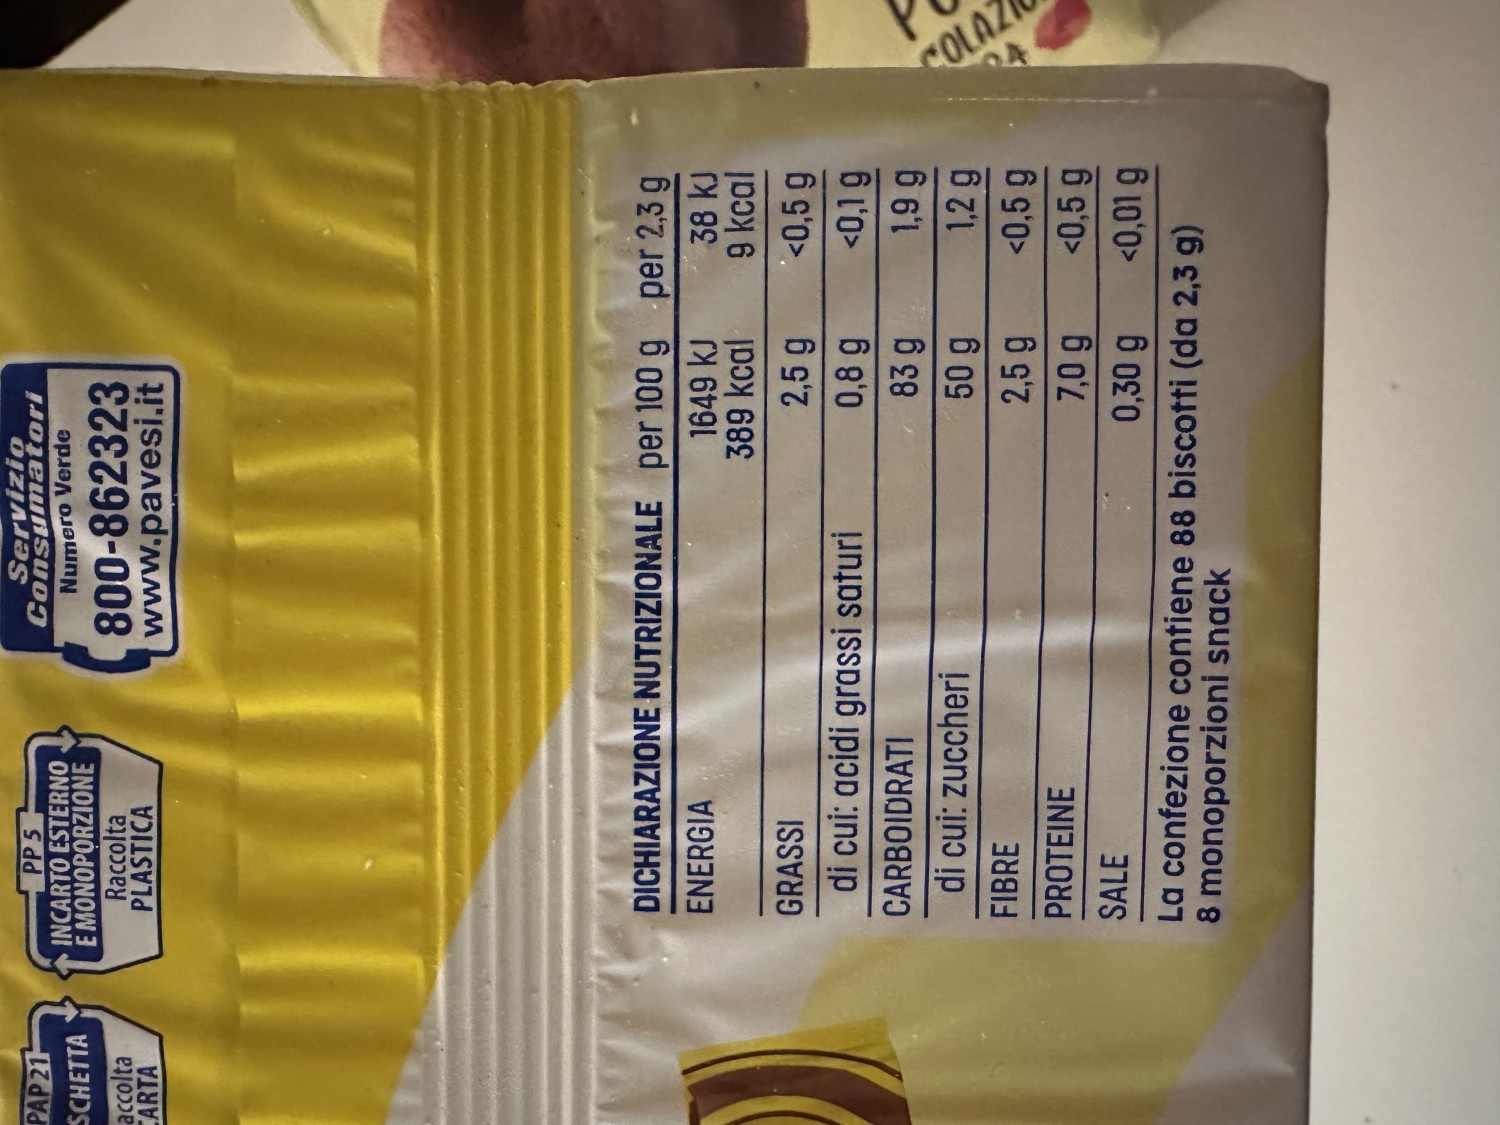 COLAZIO
Servizio
Consumatori
Numero Verde
800-862323
www.pavesi.it
PP 5
INCARTO ESTERNO
E MONOPORZIONE
Raccolta
PLASTICA
PAP 21
SCHETTA
accolta
CARTA
DICHIARAZIONE NUTRIZIONALE per 100 g per 2,3 g
ENERGIA 1649 kJ 38 kJ
389 kcal 9 kcal
GRASSI 2,5 g <0,5 g
di cui: acidi grassi saturi 0,8 g <0,1 g
CARBOIDRATI 83 g 1,9 g
di cui: zuccheri 50 g 1,2 g
FIBRE 2,5 g <0,5 g
PROTEINE 7,0 g <0,5 g
SALE 0,30 g <0,01 g
La confezione contiene 88 biscotti (da 2,3 g)
8 monoporzioni snack